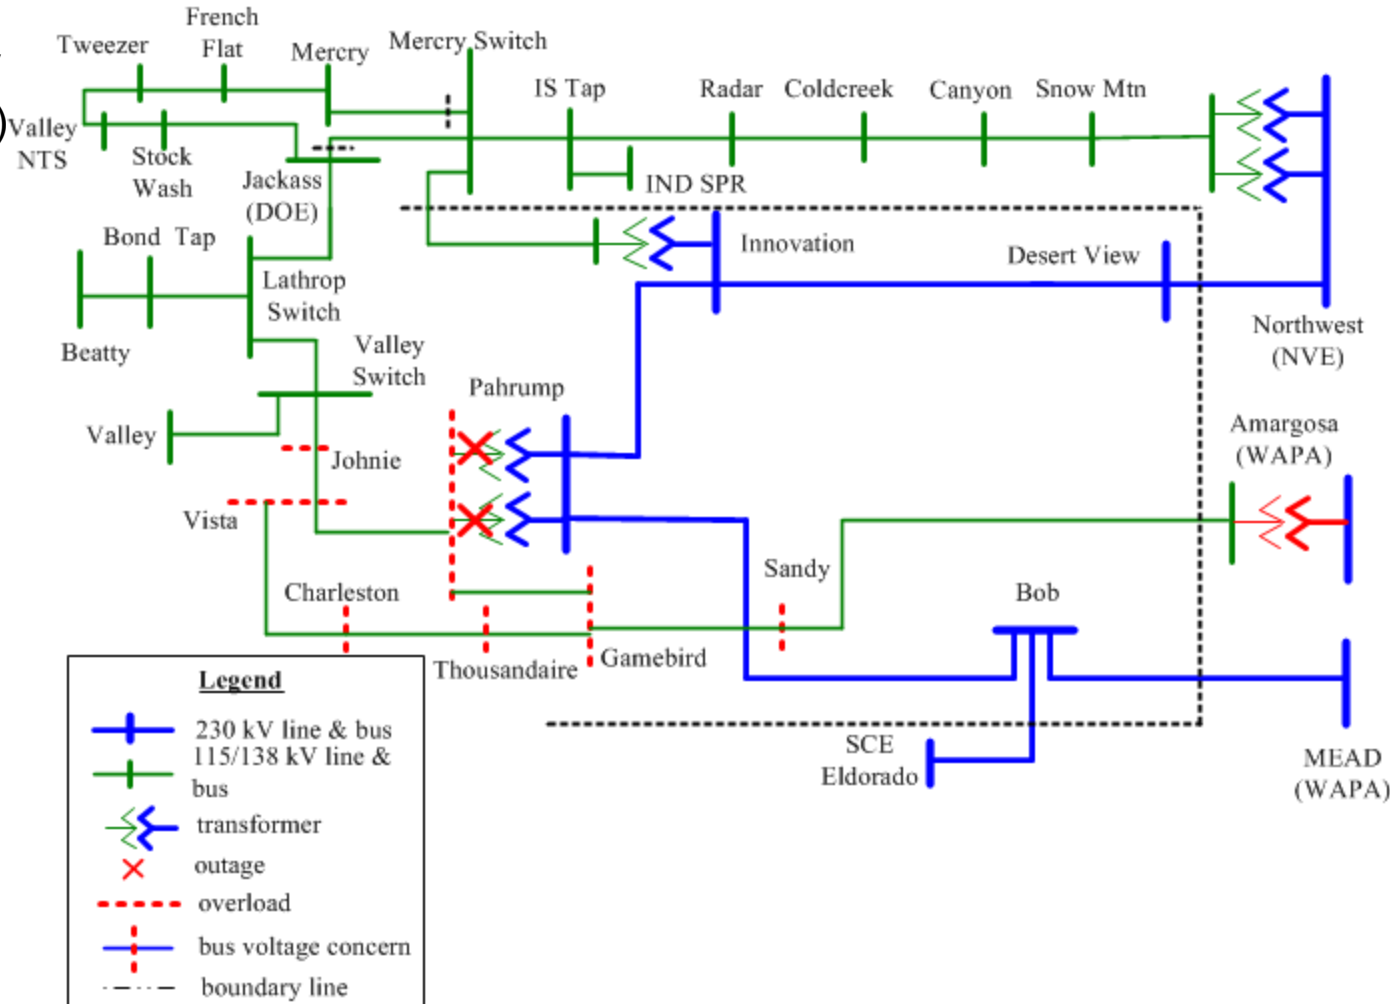 French
Flat
Tweezer
Mercry
Mercry Switch
IS Tap
Radar
Coldcreek
Canyon
Snow Mtn
)
Valley
NTS
Stock
Wash
Jackass
(DOE)
IND SPR
Bond Tap
Innovation
Desert View
Lathrop
Switch
Beatty
Northwest
(NVE)
Valley
Switch
Pahrump
Valley
Johnie
Amargosa
(WAPA)
Vista
Sandy
Charleston
Bob
Thousandaire
Gamebird
SCE
Eldorado
MEAD
(WAPA)
Legend
230 kV line & bus
115/138 kV line &
bus
transformer
outage
overload
bus voltage concern
boundary line